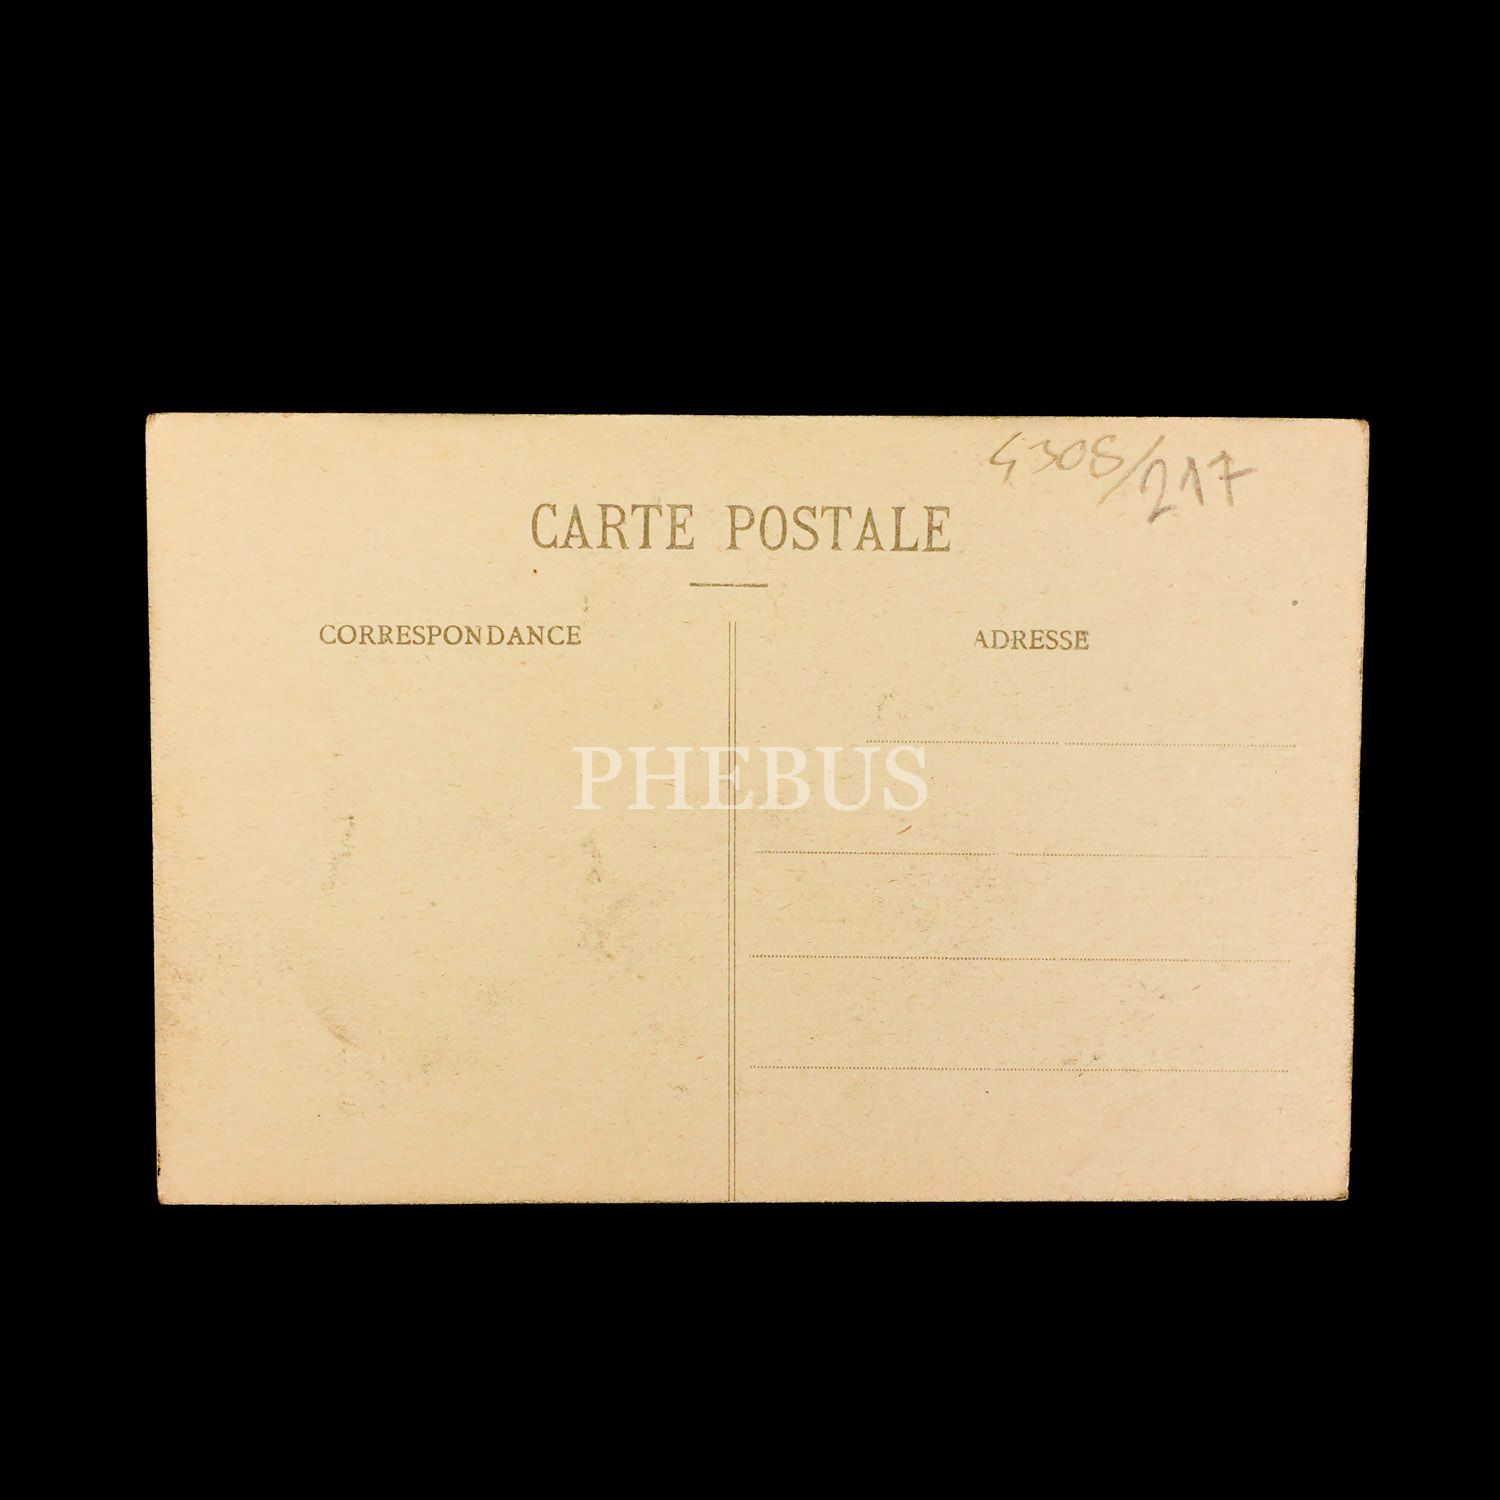 4308/217
CARTE POSTALE
CORRESPONDANCE
ADRESSE
PHEBUS